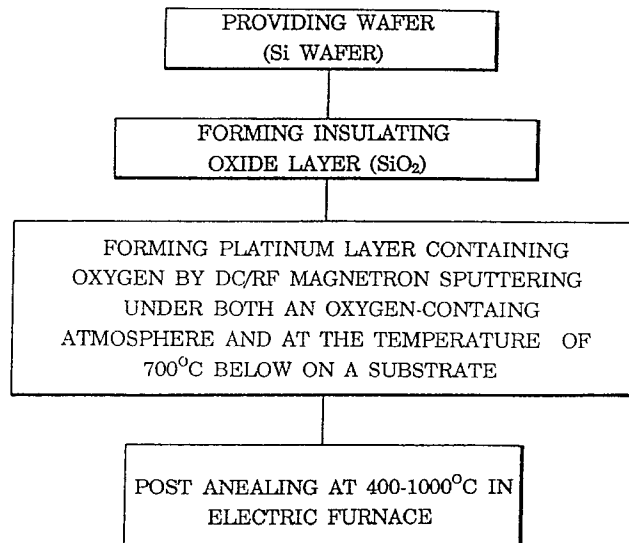 PROVIDING WAFER
(Si WAFER)
FORMING INSULATING
OXIDE LAYER (SiO₂)
FORMING PLATINUM LAYER CONTAINING
OXYGEN BY DC/RF MAGNETRON SPUTTERING
UNDER BOTH AN OXYGEN-CONTAING
ATMOSPHERE AND AT THE TEMPERATURE OF
700°C BELOW ON A SUBSTRATE
POST ANEALING AT 400-1000°C IN
ELECTRIC FURNACE